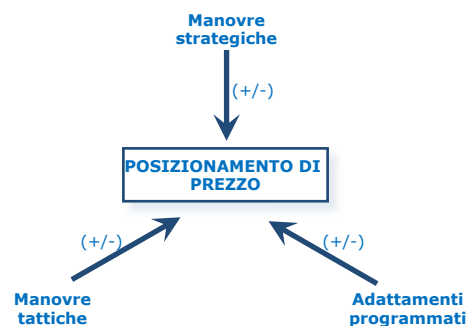 Manovre
strategiche
(+/-)
POSIZIONAMENTO DI
PREZZO
(+/-)
(+/-)
Manovre
tattiche
Adattamenti
programmati